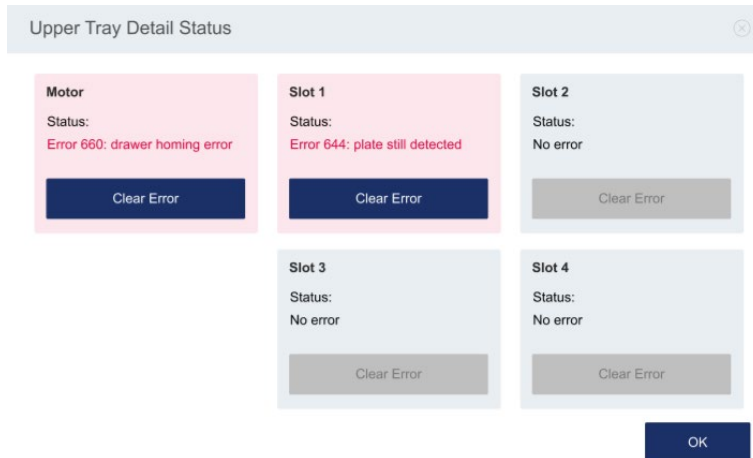 Upper Tray Detail Status
Motor
Status:
Error 660: drawer homing error
Clear Error
Slot 1
Status:
Error 644: plate still detected
Clear Error
Slot 2
Status:
No error
Clear Error
Slot 3
Status:
No error
Clear Error
Slot 4
Status:
No error
Clear Error
OK